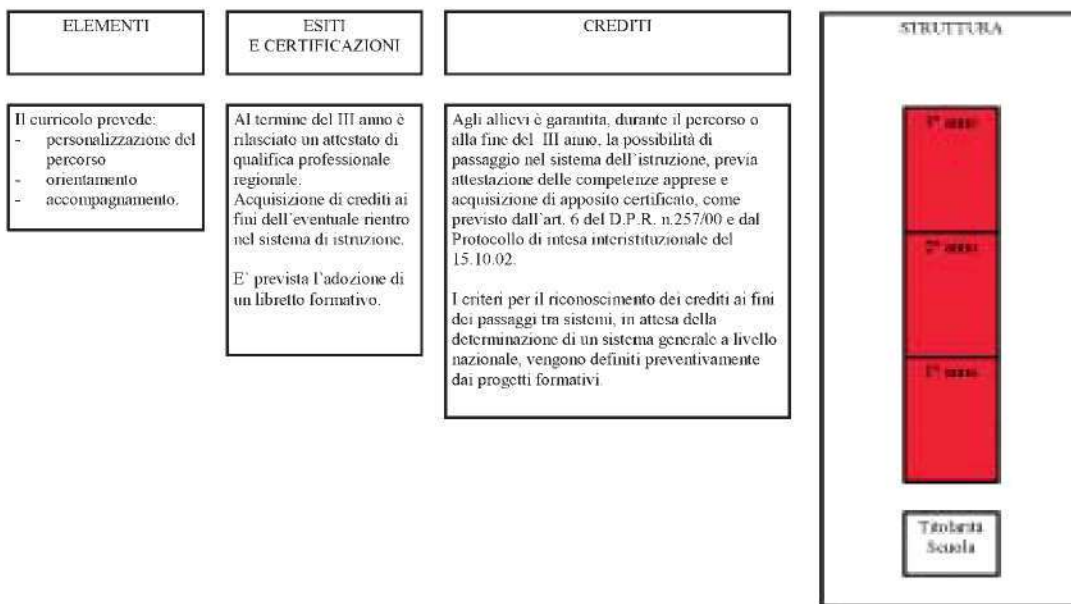 ELEMENTI
ESITI
E CERTIFICAZIONI
CREDITI
STRUTTURA
Il curricolo prevede:
- personalizzazione del
percorso
- orientamento
- accompagnamento.
Al termine del III anno è
rilasciato un attestato di
qualifica professionale
regionale.
Acquisizione di crediti ai
fini dell'eventuale rientro
nel sistema di istruzione.
E' prevista l'adozione di
un libretto formativo.
Agli allievi è garantita, durante il percorso o
alla fine del III anno, la possibilità di
passaggio nel sistema dell'istruzione, previa
attestazione delle competenze apprese e
acquisizione di apposito certificato, come
previsto dall'art. 6 del D.P.R. n.257/00 e dal
Protocollo di intesa interistituzionale del
15.10.02.
I criteri per il riconoscimento dei crediti ai fini
dei passaggi tra sistemi, in attesa della
determinazione di un sistema generale a livello
nazionale, vengono definiti preventivamente
dai progetti formativi.
anno
2° anno
1° anno
Titolarità
Scuola